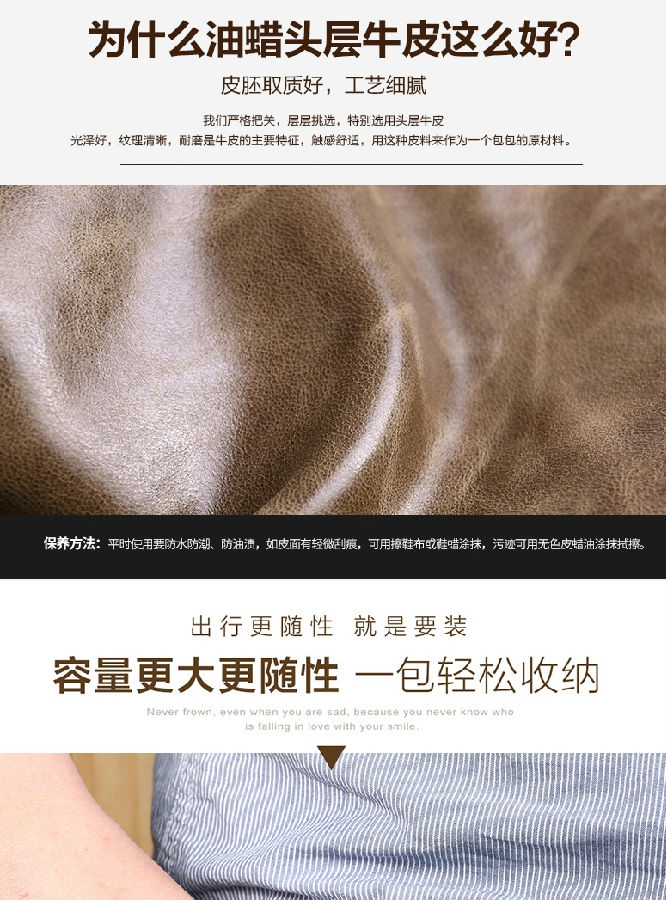 为什么油蜡头层牛皮这么好?
皮胚取质好，工艺细腻
我们严格把关，层层挑选，特别选用头层牛皮
光泽好，纹理清晰，耐磨是牛皮的主要特征，触感舒适，用这种皮料来作为一个包包的原材料。
保养方法：平时使用要防水防潮、防油渍，如皮面有轻微刮痕，可用擦鞋布或鞋蜡涂抹，污迹可用无色皮蜡油涂抹拭擦。
出行更随性 就是要装
容量更大更随性 一包轻松收纳
Never frown, even when you are sad, because you never know who
is falling in love with your smile.